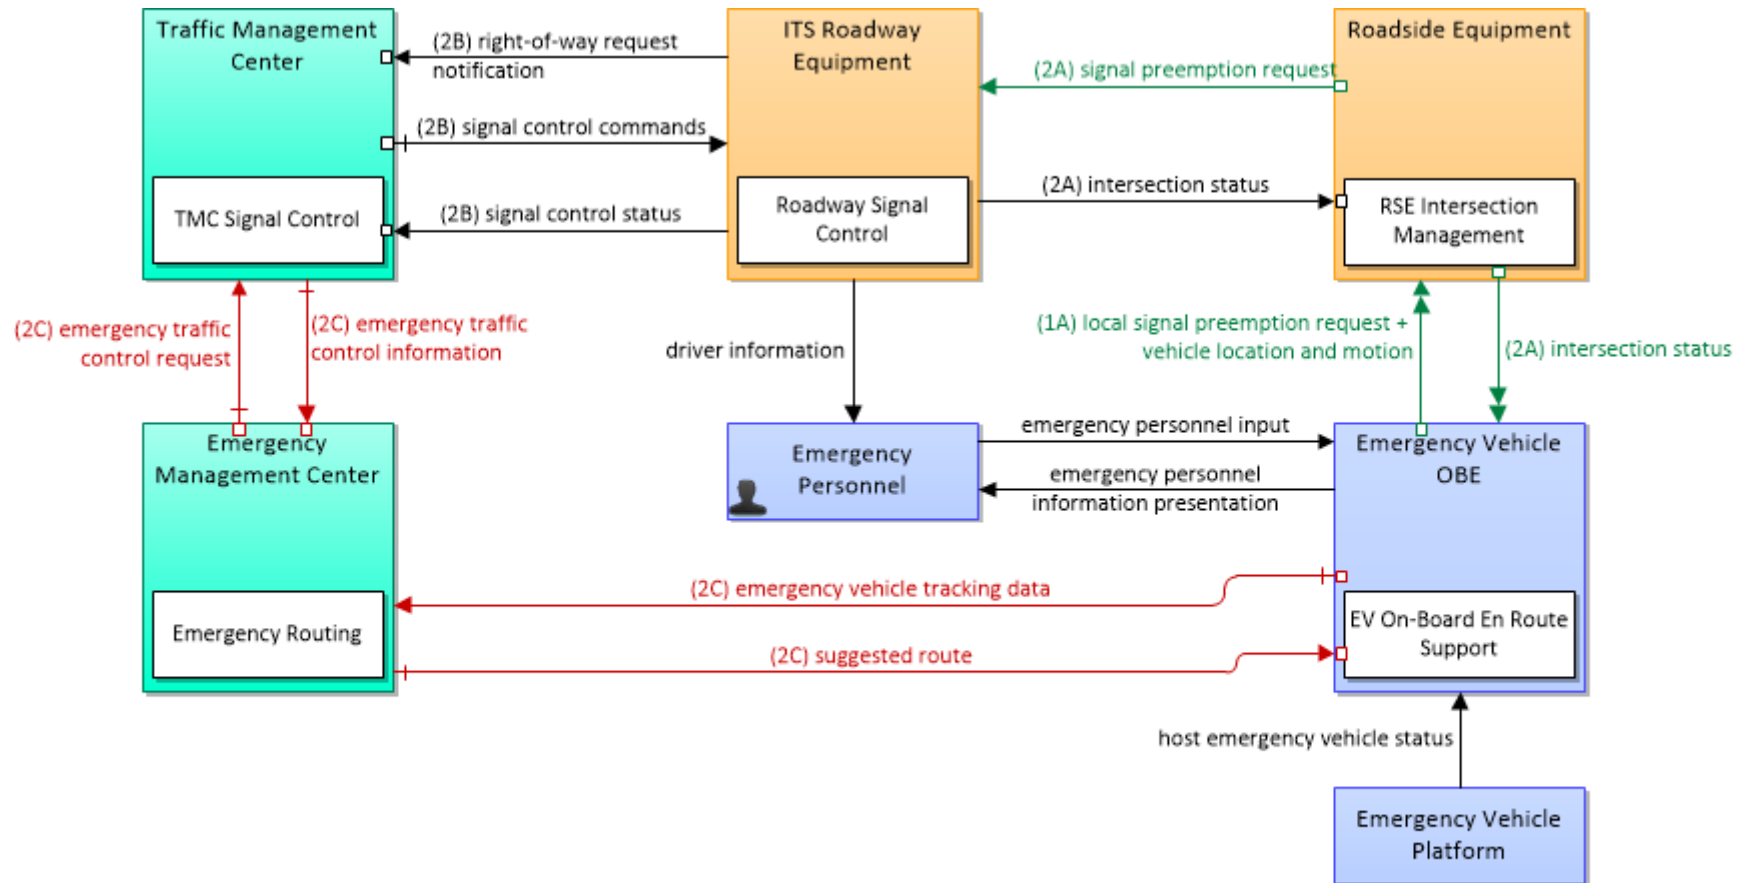 Traffic Management
Center
(2B) right-of-way request
notification
ITS Roadway
Equipment
(2A) signal preemption request
Roadside Equipment
(2B) signal control commands
TMC Signal Control
(2B) signal control status
Roadway Signal
Control
(2A) intersection status
RSE Intersection
Management
(2C) emergency traffic
control request
(2C) emergency traffic
control information
driver information
(1A) local signal preemption request +
vehicle location and motion
(2A) intersection status
Emergency
Management Center
Emergency
Personnel
emergency personnel input
emergency personnel
information presentation
Emergency Vehicle
OBE
(2C) emergency vehicle tracking data
Emergency Routing
(2C) suggested route
EV On-Board En Route
Support
host emergency vehicle status
Emergency Vehicle
Platform